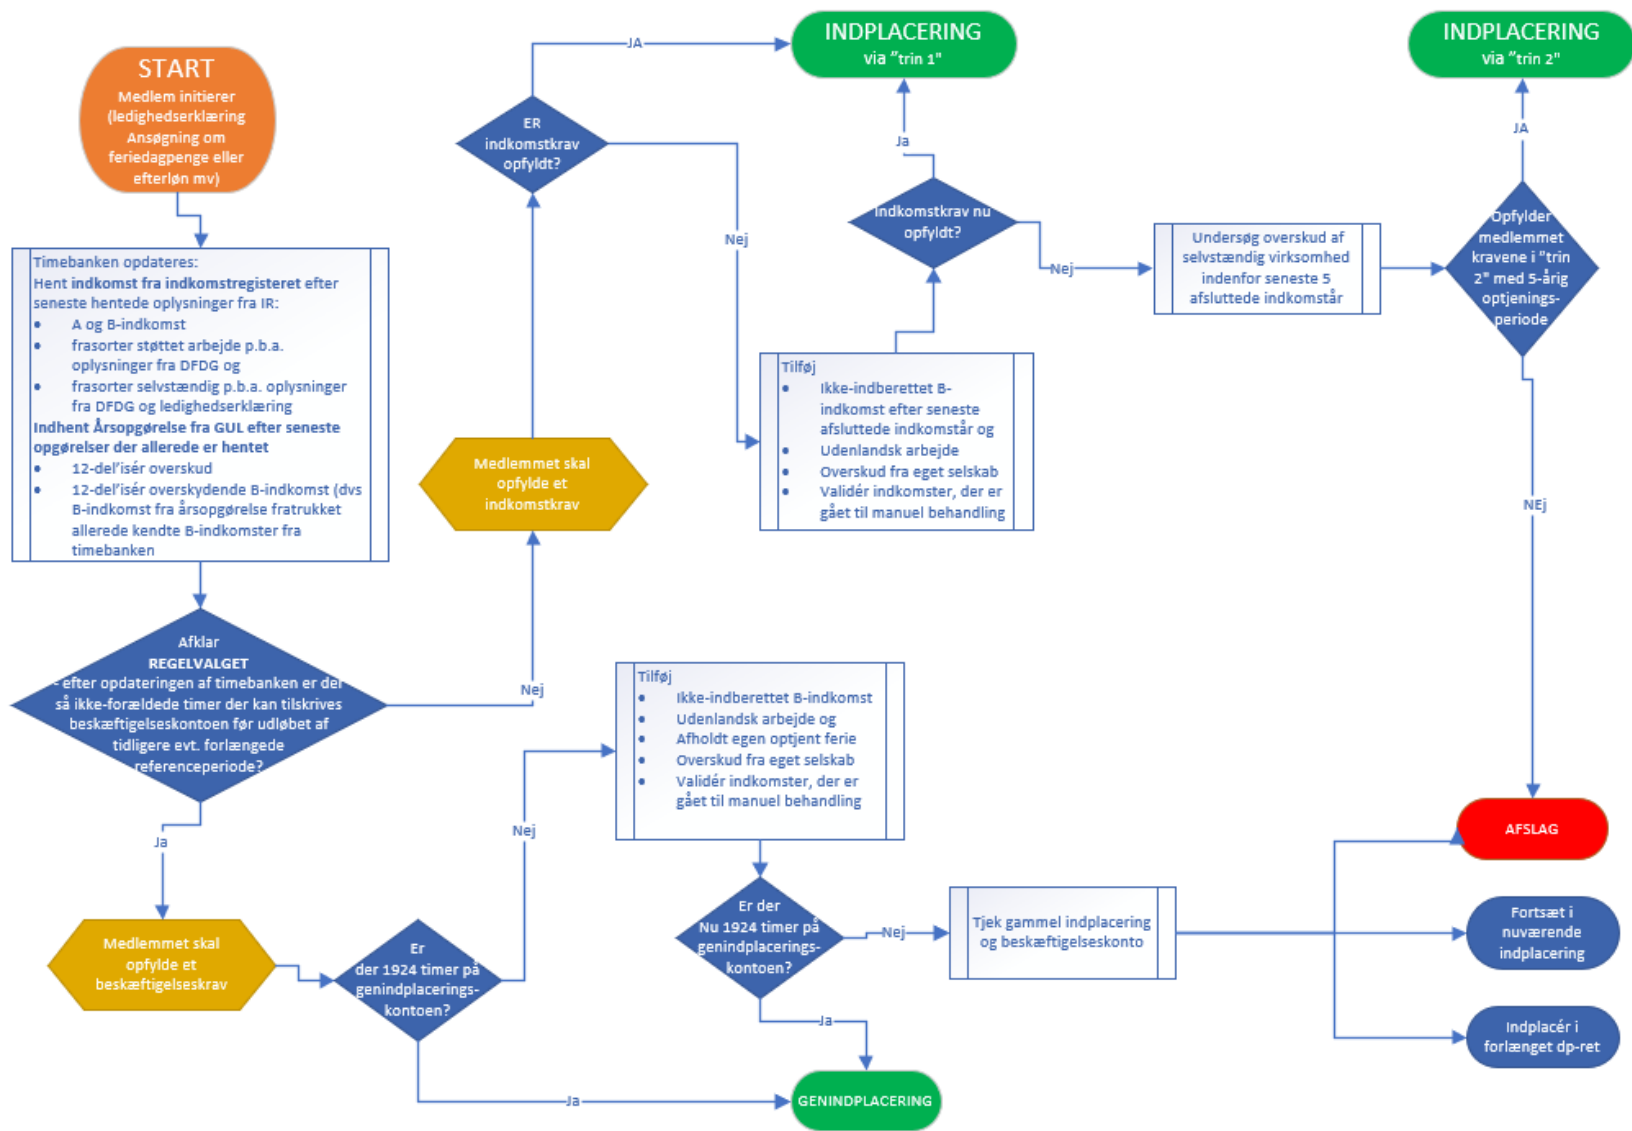 START
Medlem initierer
(ledighedserklæring
Ansøgning om
feriedagpenge eller
efterløn mv)
Timebanken opdateres:
Hent indkomst fra indkomstregisteret efter
seneste hentede oplysninger fra IR:
• A og B-indkomst
• frasorter støttet arbejde p.b.a.
oplysninger fra DFDG og
• frasorter selvstændig p.b.a. oplysninger
fra DFDG og ledighedserklæring
Indhent Årsopgørelse fra GUL efter seneste
opgørelser der allerede er hentet
• 12-del'isér overskud
• 12-del'isér overskydende B-indkomst (dvs
B-indkomst fra årsopgørelse fratrukket
allerede kendte B-indkomster fra
timebanken
Afklar
REGELVALGET
- efter opdateringen af timebanken er der
så ikke-forældede timer der kan tilskrives
beskæftigelseskontoen før udløbet af
tidligere evt. forlængede
referenceperiode?
Nej
Ja
Medlemmet skal
opfylde et
indkomstkrav
ER
indkomstkrav
opfyldt?
JA
Nej
INDPLACERING
via "trin 1"
Tilføj
• Ikke-indberettet B-
indkomst efter seneste
afsluttede indkomstår og
• Udenlandsk arbejde
• Overskud fra eget selskab
• Validér indkomster, der er
gået til manuel behandling
Indkomstkrav nu
opfyldt?
Ja
Nej
Undersøg overskud af
selvstændig virksomhed
indenfor seneste 5
afsluttede indkomstår
Opfylder
medlemmet
kravene i "trin
2" med 5-årig
optjenings-
periode
JA
INDPLACERING
via "trin 2"
NEj
AFSLAG
Medlemmet skal
opfylde et
beskæftigelseskrav
Er
der 1924 timer på
genindplacerings-
kontoen?
Nej
Ja
Tilføj
• Ikke-indberettet B-indkomst
• Udenlandsk arbejde og
• Afholdt egen optjent ferie
• Overskud fra eget selskab
• Validér indkomster, der er
gået til manuel behandling
Er der
Nu 1924 timer på
genindplacerings-
kontoen?
Nej
Ja
GENINDPLACERING
Tjek gammel indplacering
og beskæftigelseskonto
Fortsæt i
nuværende
indplacering
Indplacér i
forlænget dp-ret